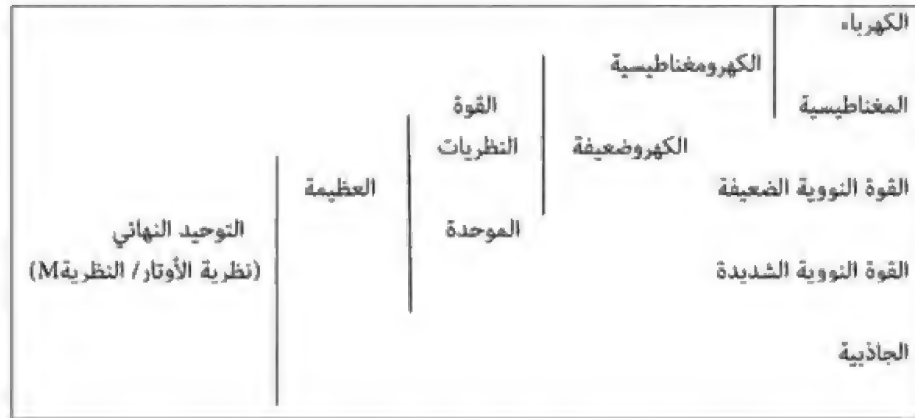 الكهرباء
الكهرومغناطيسية
المغناطيسية
القوة
الكهروضعيفة
النظريات
القوة النووية الضعيفة
العظيمة
الموحدة
التوحيد النهائي
القوة النووية الشديدة
(نظرية الأوتار/ النظريةM)
الجاذبية